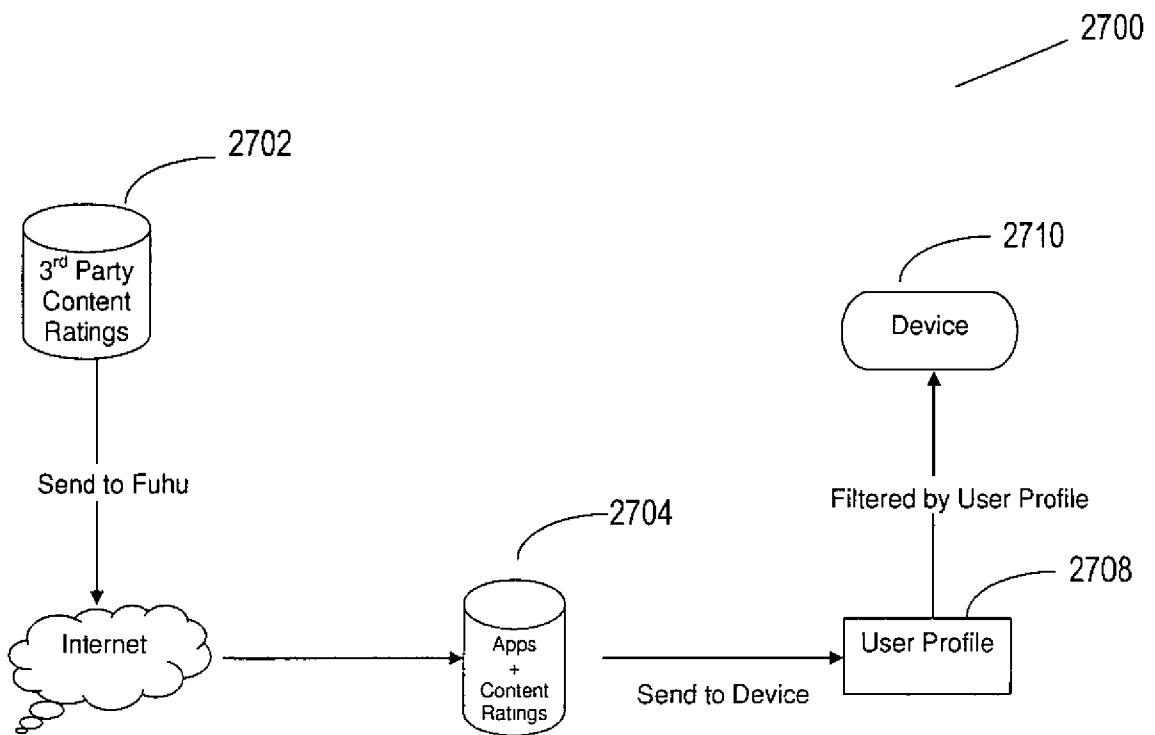 2700
2702
3rd Party
Content
Ratings
2710
Device
Send to Fuhu
Filtered by User Profile
2704
2708
Internet
Apps
+
Content
Ratings
Send to Device
User Profile